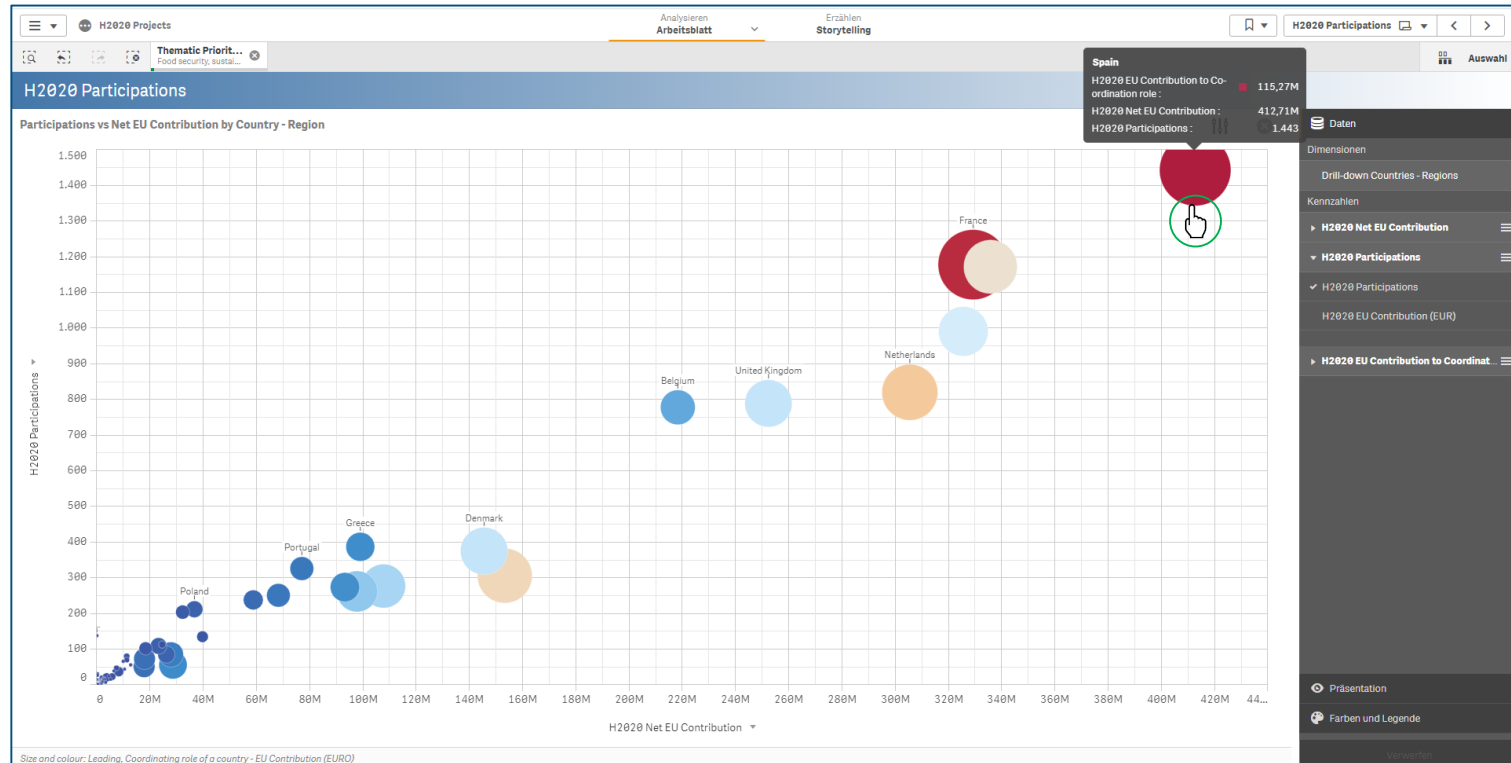 H2020 Projects
Analysieren
Arbeitsblatt
Erzählen
Storytelling
H2020 Participations
Thematic Priorit...
Food security, sustai...
Auswahl
H2020 Participations
Participations vs Net EU Contribution by Country - Region
Spain
H2020 EU Contribution to Co-
ordination role : 115,27M
H2020 Net EU Contribution : 412,71M
H2020 Participations : 1.443
1.500
1.400
1.300
1.200
1.100
1.000
900
800
700
600
500
400
300
200
100
0
H2020 Participations
France
Netherlands
United Kingdom
Belgium
Denmark
Greece
Portugal
Poland
0 20M 40M 60M 80M 100M 120M 140M 160M 180M 200M 220M 240M 260M 280M 300M 320M 340M 360M 380M 400M 420M 44...
H2020 Net EU Contribution
Size and colour: Leading, Coordinating role of a country - EU Contribution (EURO)
Daten
Dimensionen
Drill-down Countries - Regions
Kennzahlen
H2020 Net EU Contribution
H2020 Participations
H2020 Participations
H2020 EU Contribution (EUR)
H2020 EU Contribution to Coordinat...
Präsentation
Farben und Legende
Verwerten